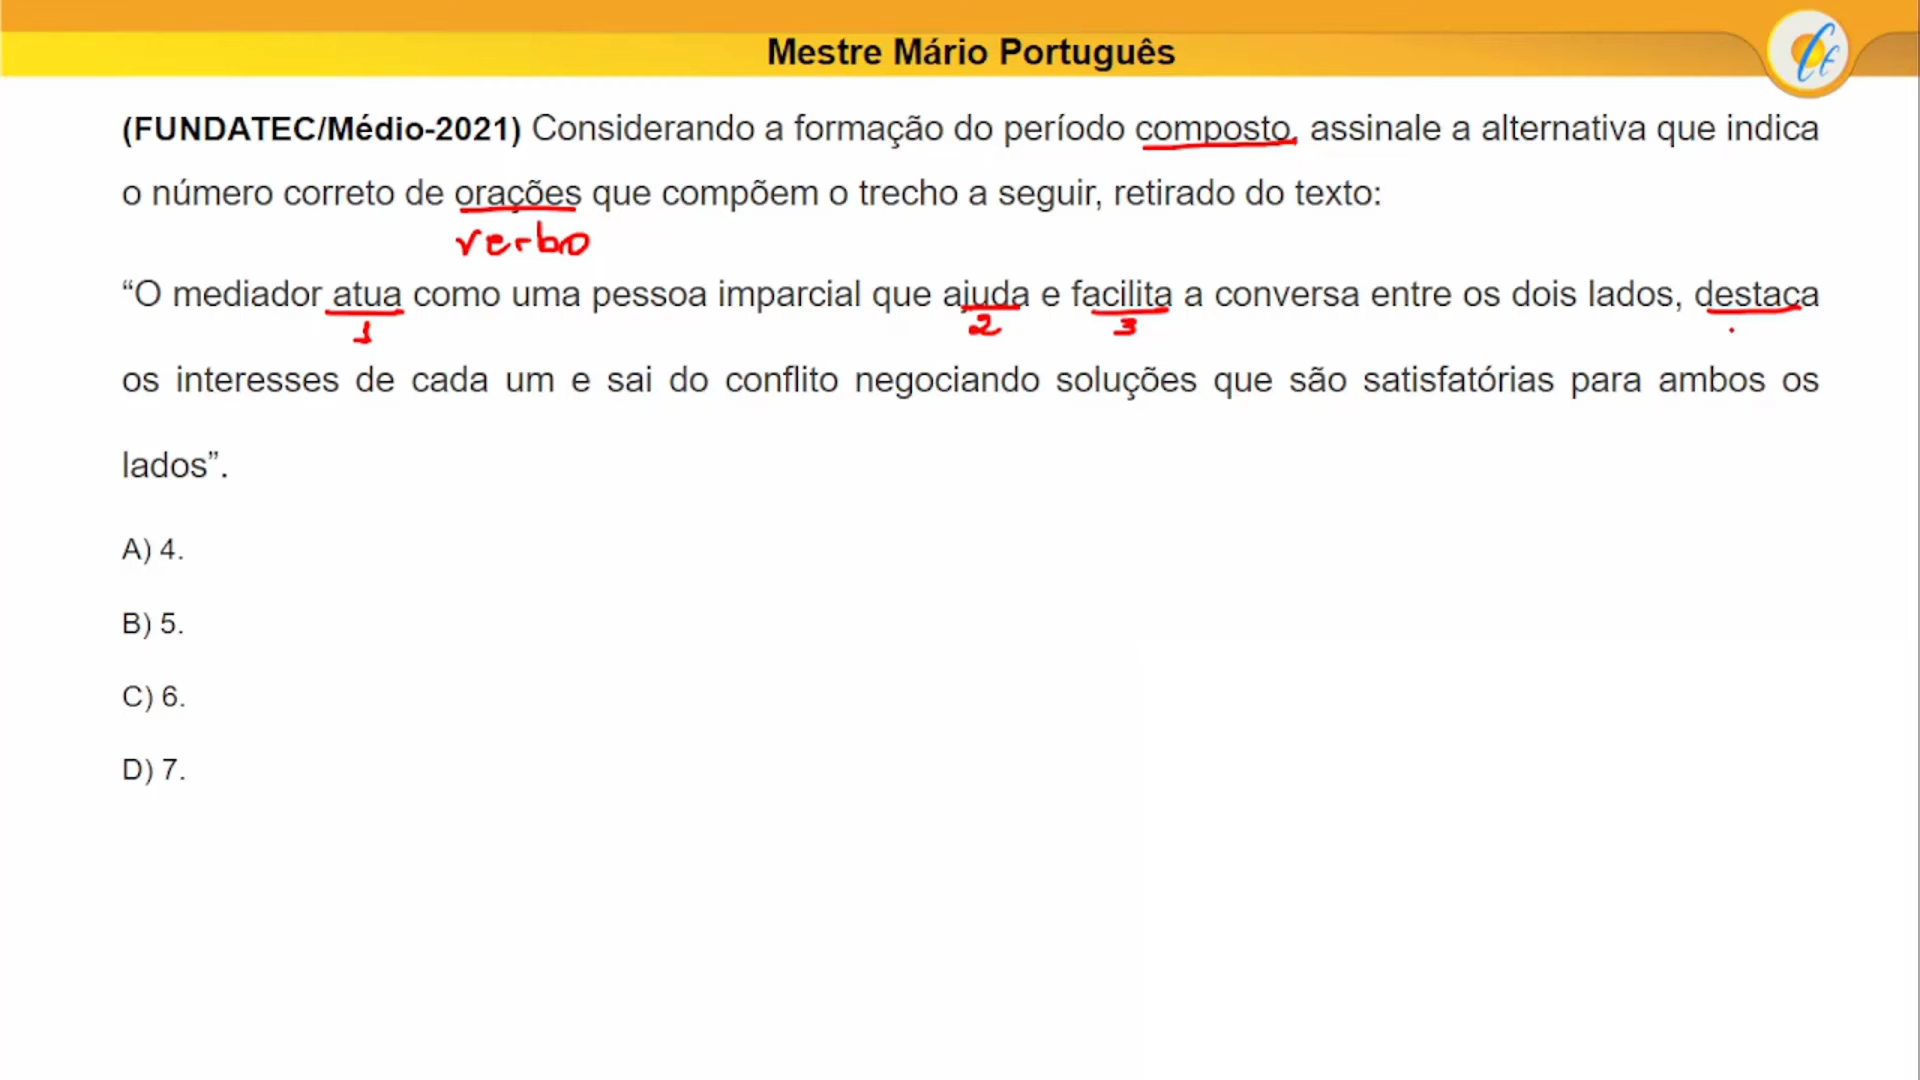 Mestre Mário Português
(FUNDATEC/Médio-2021) Considerando a formação do período composto, assinale a alternativa que indica
o número correto de orações que compõem o trecho a seguir, retirado do texto:
verbo
“O mediador atua como uma pessoa imparcial que ajuda e facilita a conversa entre os dois lados, destaca
1 2 3
os interesses de cada um e sai do conflito negociando soluções que são satisfatórias para ambos os
lados”.
A) 4.
B) 5.
C) 6.
D) 7.